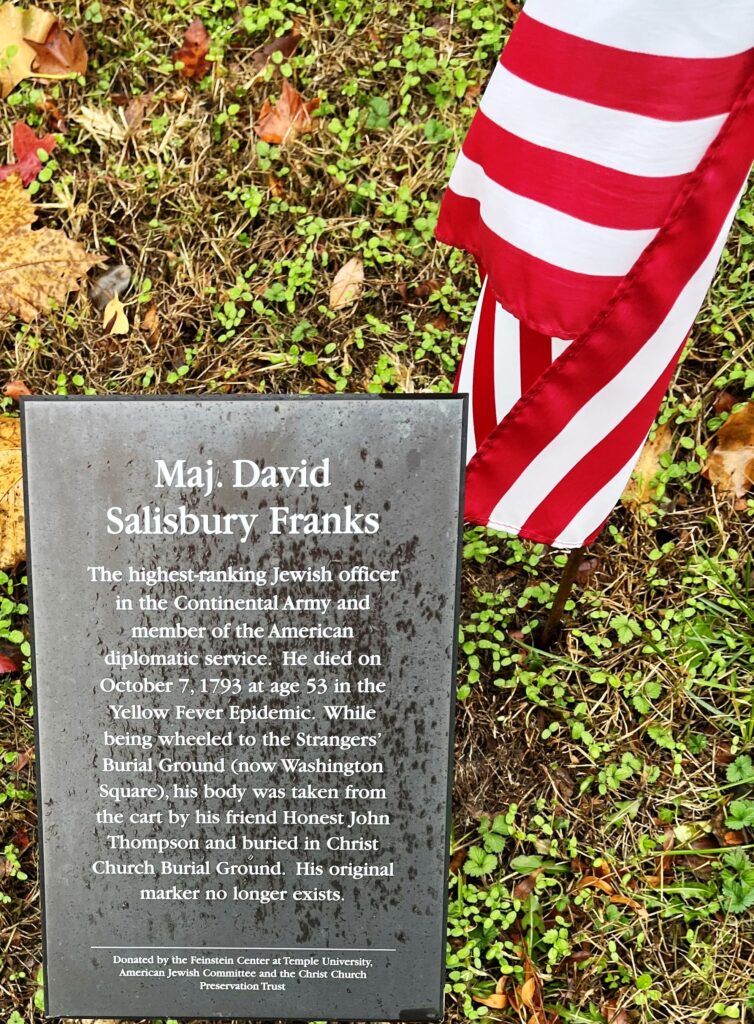 Maj. David
Salisbury Franks
The highest-ranking Jewish officer
in the Continental Army and
member of the American
diplomatic service. He died on
October 7, 1793 at age 53 in the
Yellow Fever Epidemic. While
being wheeled to the Strangers'
Burial Ground (now Washington
Square), his body was taken from
the cart by his friend Honest John
Thompson and buried in Christ
Church Burial Ground. His original
marker no longer exists.
Donated by the Feinstein Center at Temple University,
American Jewish Committee and the Christ Church
Preservation Trust